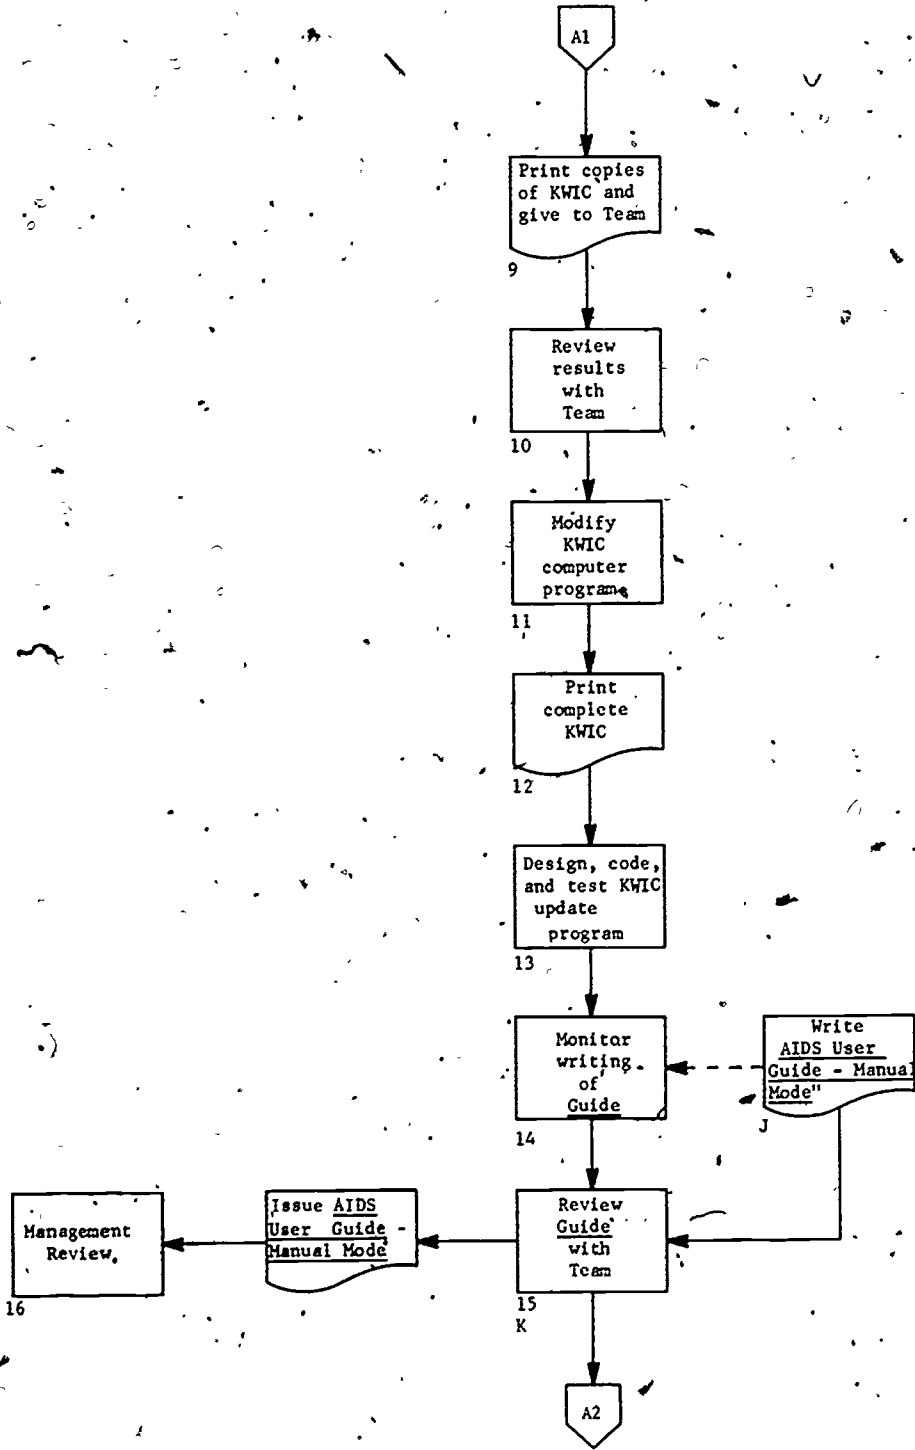 A1
Print copies
of KWIC and
give to Team
9
Review
results
with
Team
10
Modify
KWIC
computer
program
11
Print
complete
KWIC
12
Design, code,
and test KWIC
update
program
13
Monitor
writing
of
Guide
14
Write
AIDS User
Guide - Manual
Mode"
J
Review
Guide
with
Team
15
K
Issue AIDS
User Guide -
Manual Mode
Management
Review
16
A2